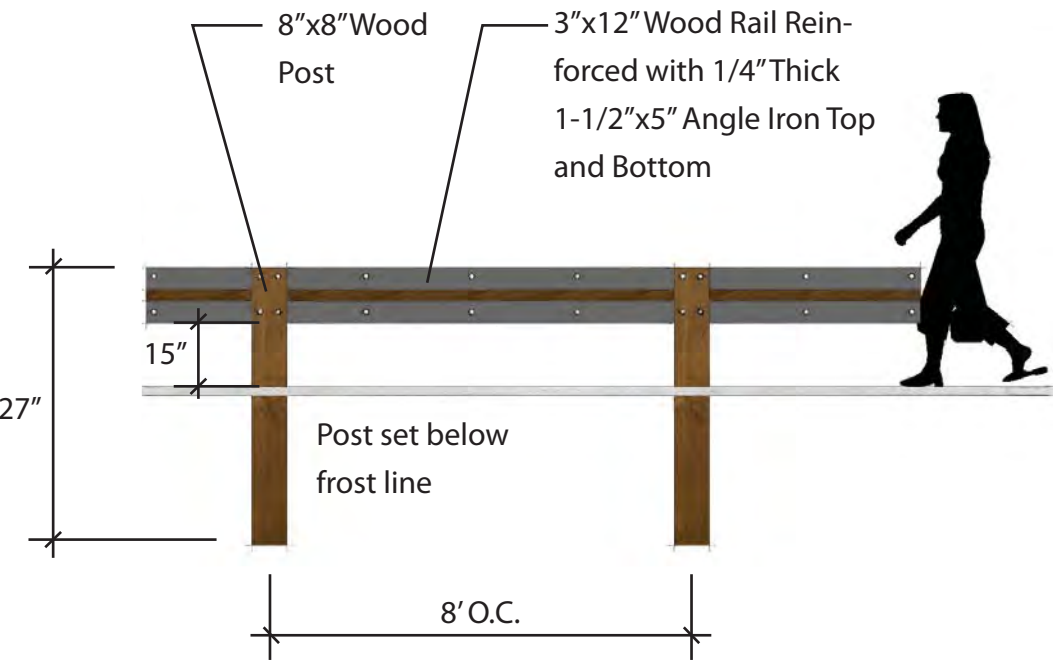 8”x8” Wood
Post
3”x12” Wood Rail Rein-
forced with 1/4” Thick
1-1/2”x5” Angle Iron Top
and Bottom
15”
27”
Post set below
frost line
8’ O.C.